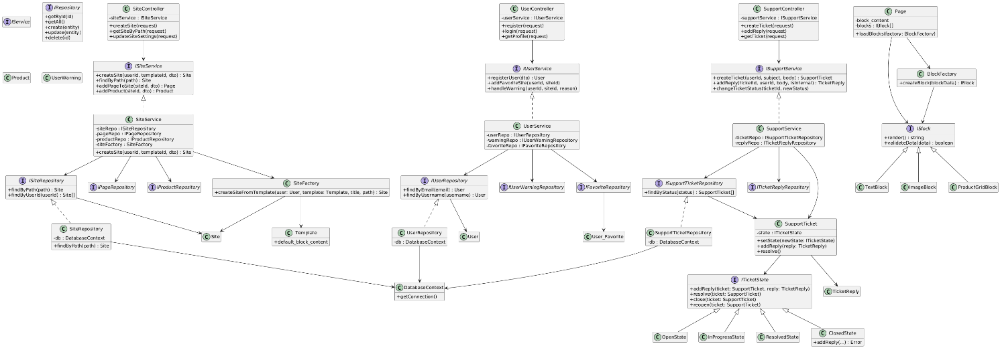 IService
IRepository
+getById(id)
+getAll()
+create(entity)
+update(entity)
+delete(id)
SiteController
-siteService : ISiteService
+createSite(request)
+getSiteByPath(request)
+updateSiteSettings(request)
UserController
-userService : IUserService
+register(request)
+login(request)
+getProfile(request)
SupportController
-supportService : ISupportService
+createTicket(request)
+addReply(request)
+getTicket(request)
Page
-block_content
-blocks : IBlock[]
+loadBlocks(factory: BlockFactory)
Product
UserWarning
ISiteService
+createSite(userId, templateId, dto) : Site
+findByPath(path) : Site
+addPageToSite(siteId, dto) : Page
+addProduct(siteId, dto) : Product
IUserService
+registerUser(dto) : User
+addFavoriteSite(userId, siteId)
+handleWarning(userId, siteId, reason)
ISupportService
+createTicket(userId, subject, body) : SupportTicket
+addReply(ticketId, userId, body, isInternal) : TicketReply
+changeTicketStatus(ticketId, newStatus)
BlockFactory
+createBlock(blockData) : IBlock
SiteService
-siteRepo : ISiteRepository
-pageRepo : IPageRepository
-productRepo : IProductRepository
-siteFactory : SiteFactory
+createSite(userId, templateId, dto) : Site
UserService
-userRepo : IUserRepository
-warningRepo : IUserWarningRepository
-favoriteRepo : IFavoriteRepository
SupportService
-ticketRepo : ISupportTicketRepository
-replyRepo : ITicketReplyRepository
IBlock
+render() : string
+validateData(data) : boolean
ISiteRepository
+findByPath(path) : Site
+findByUserId(userId) : Site[]
IPageRepository
IProductRepository
SiteFactory
+createSiteFromTemplate(user: User, template: Template, title, path) : Site
IUserRepository
+findByEmail(email) : User
+findByUsername(username) : User
IUserWarningRepository
IFavoriteRepository
ISupportTicketRepository
+findByStatus(status) : SupportTicket[]
ITicketReplyRepository
TextBlock
ImageBlock
ProductGridBlock
SiteRepository
-db : DatabaseContext
+findByPath(path) : Site
Site
Template
+default_block_content
UserRepository
-db : DatabaseContext
User
User_Favorite
SupportTicketRepository
-db : DatabaseContext
SupportTicket
-state : ITicketState
+setState(newState: ITicketState)
+addReply(reply: TicketReply)
+resolve()
DatabaseContext
+getConnection()
ITicketState
+addReply(ticket: SupportTicket, reply: TicketReply)
+resolve(ticket: SupportTicket)
+close(ticket: SupportTicket)
+reopen(ticket: SupportTicket)
TicketReply
OpenState
InProgressState
ResolvedState
ClosedState
+addReply(...) : Error